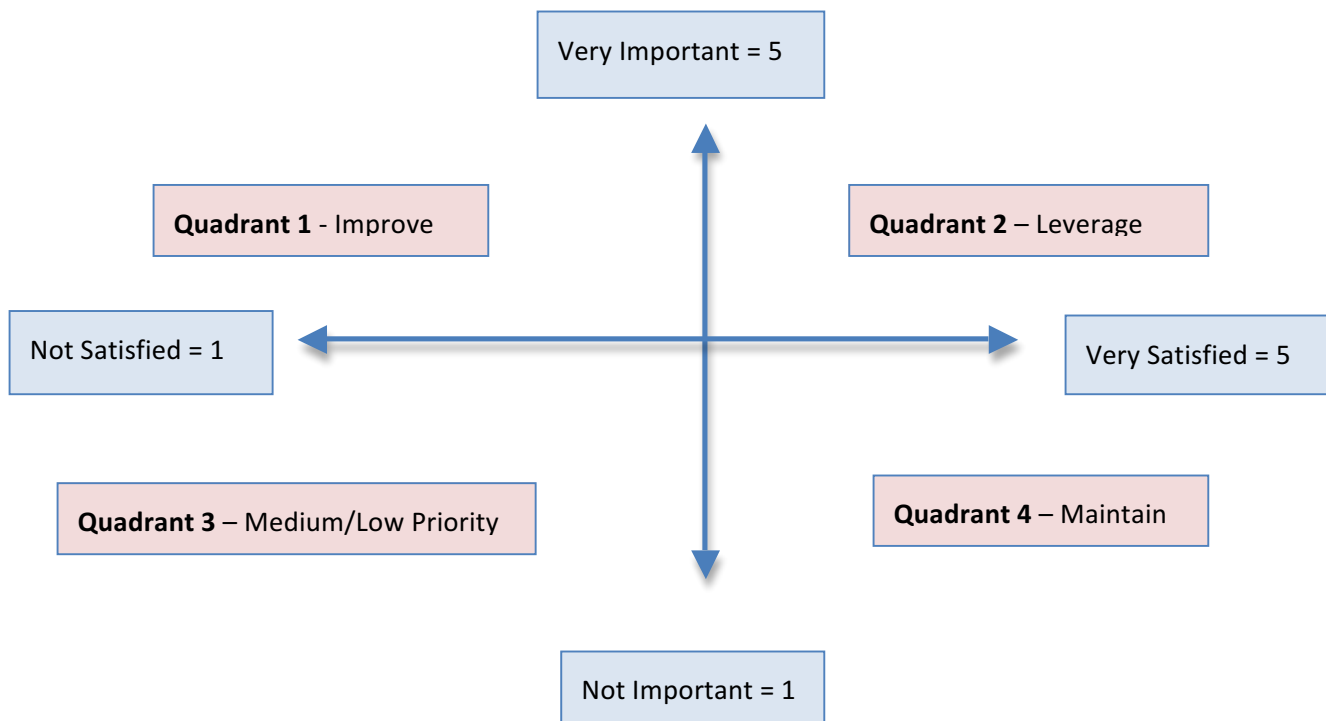 Very Important = 5
Quadrant 1 - Improve
Quadrant 2 – Leverage
Not Satisfied = 1
Very Satisfied = 5
Quadrant 3 – Medium/Low Priority
Quadrant 4 – Maintain
Not Important = 1